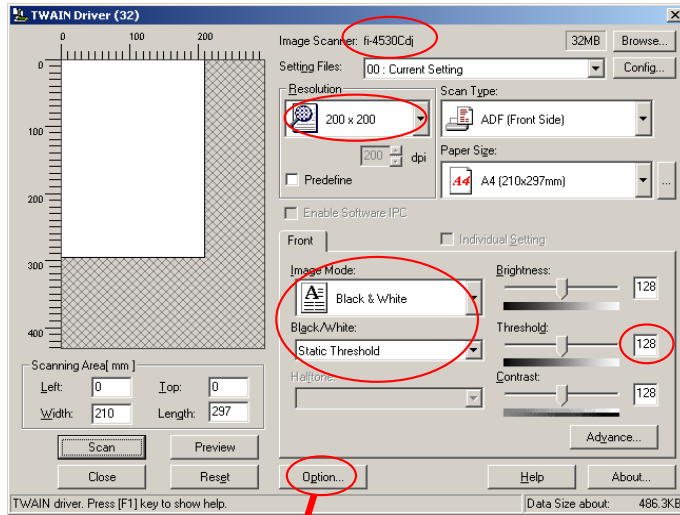 TWAIN Driver (32)
0 100 200
0
100
200
300
400
Image Scanner: fi-4530Cdj 32MB Browse...
Setting Files: 00 : Current Setting Config...
Resolution
200 x 200
200 dpi
Predefine
Scan Type:
ADF (Front Side)
Paper Size:
A4 A4 (210x297mm) ...
Enable Software IPC
Front
Individual Setting
Image Mode:
A Black & White
Black/White:
Static Threshold
Halftone:
Brightness:
128
Threshold:
128
Contrast:
128
Advance...
Scanning Area[ mm ]
Left: 0 Top: 0
Width: 210 Length: 297
Scan Preview
Close Reset Option... Help About...
TWAIN driver. Press [F1] key to show help. Data Size about: 486.3KB